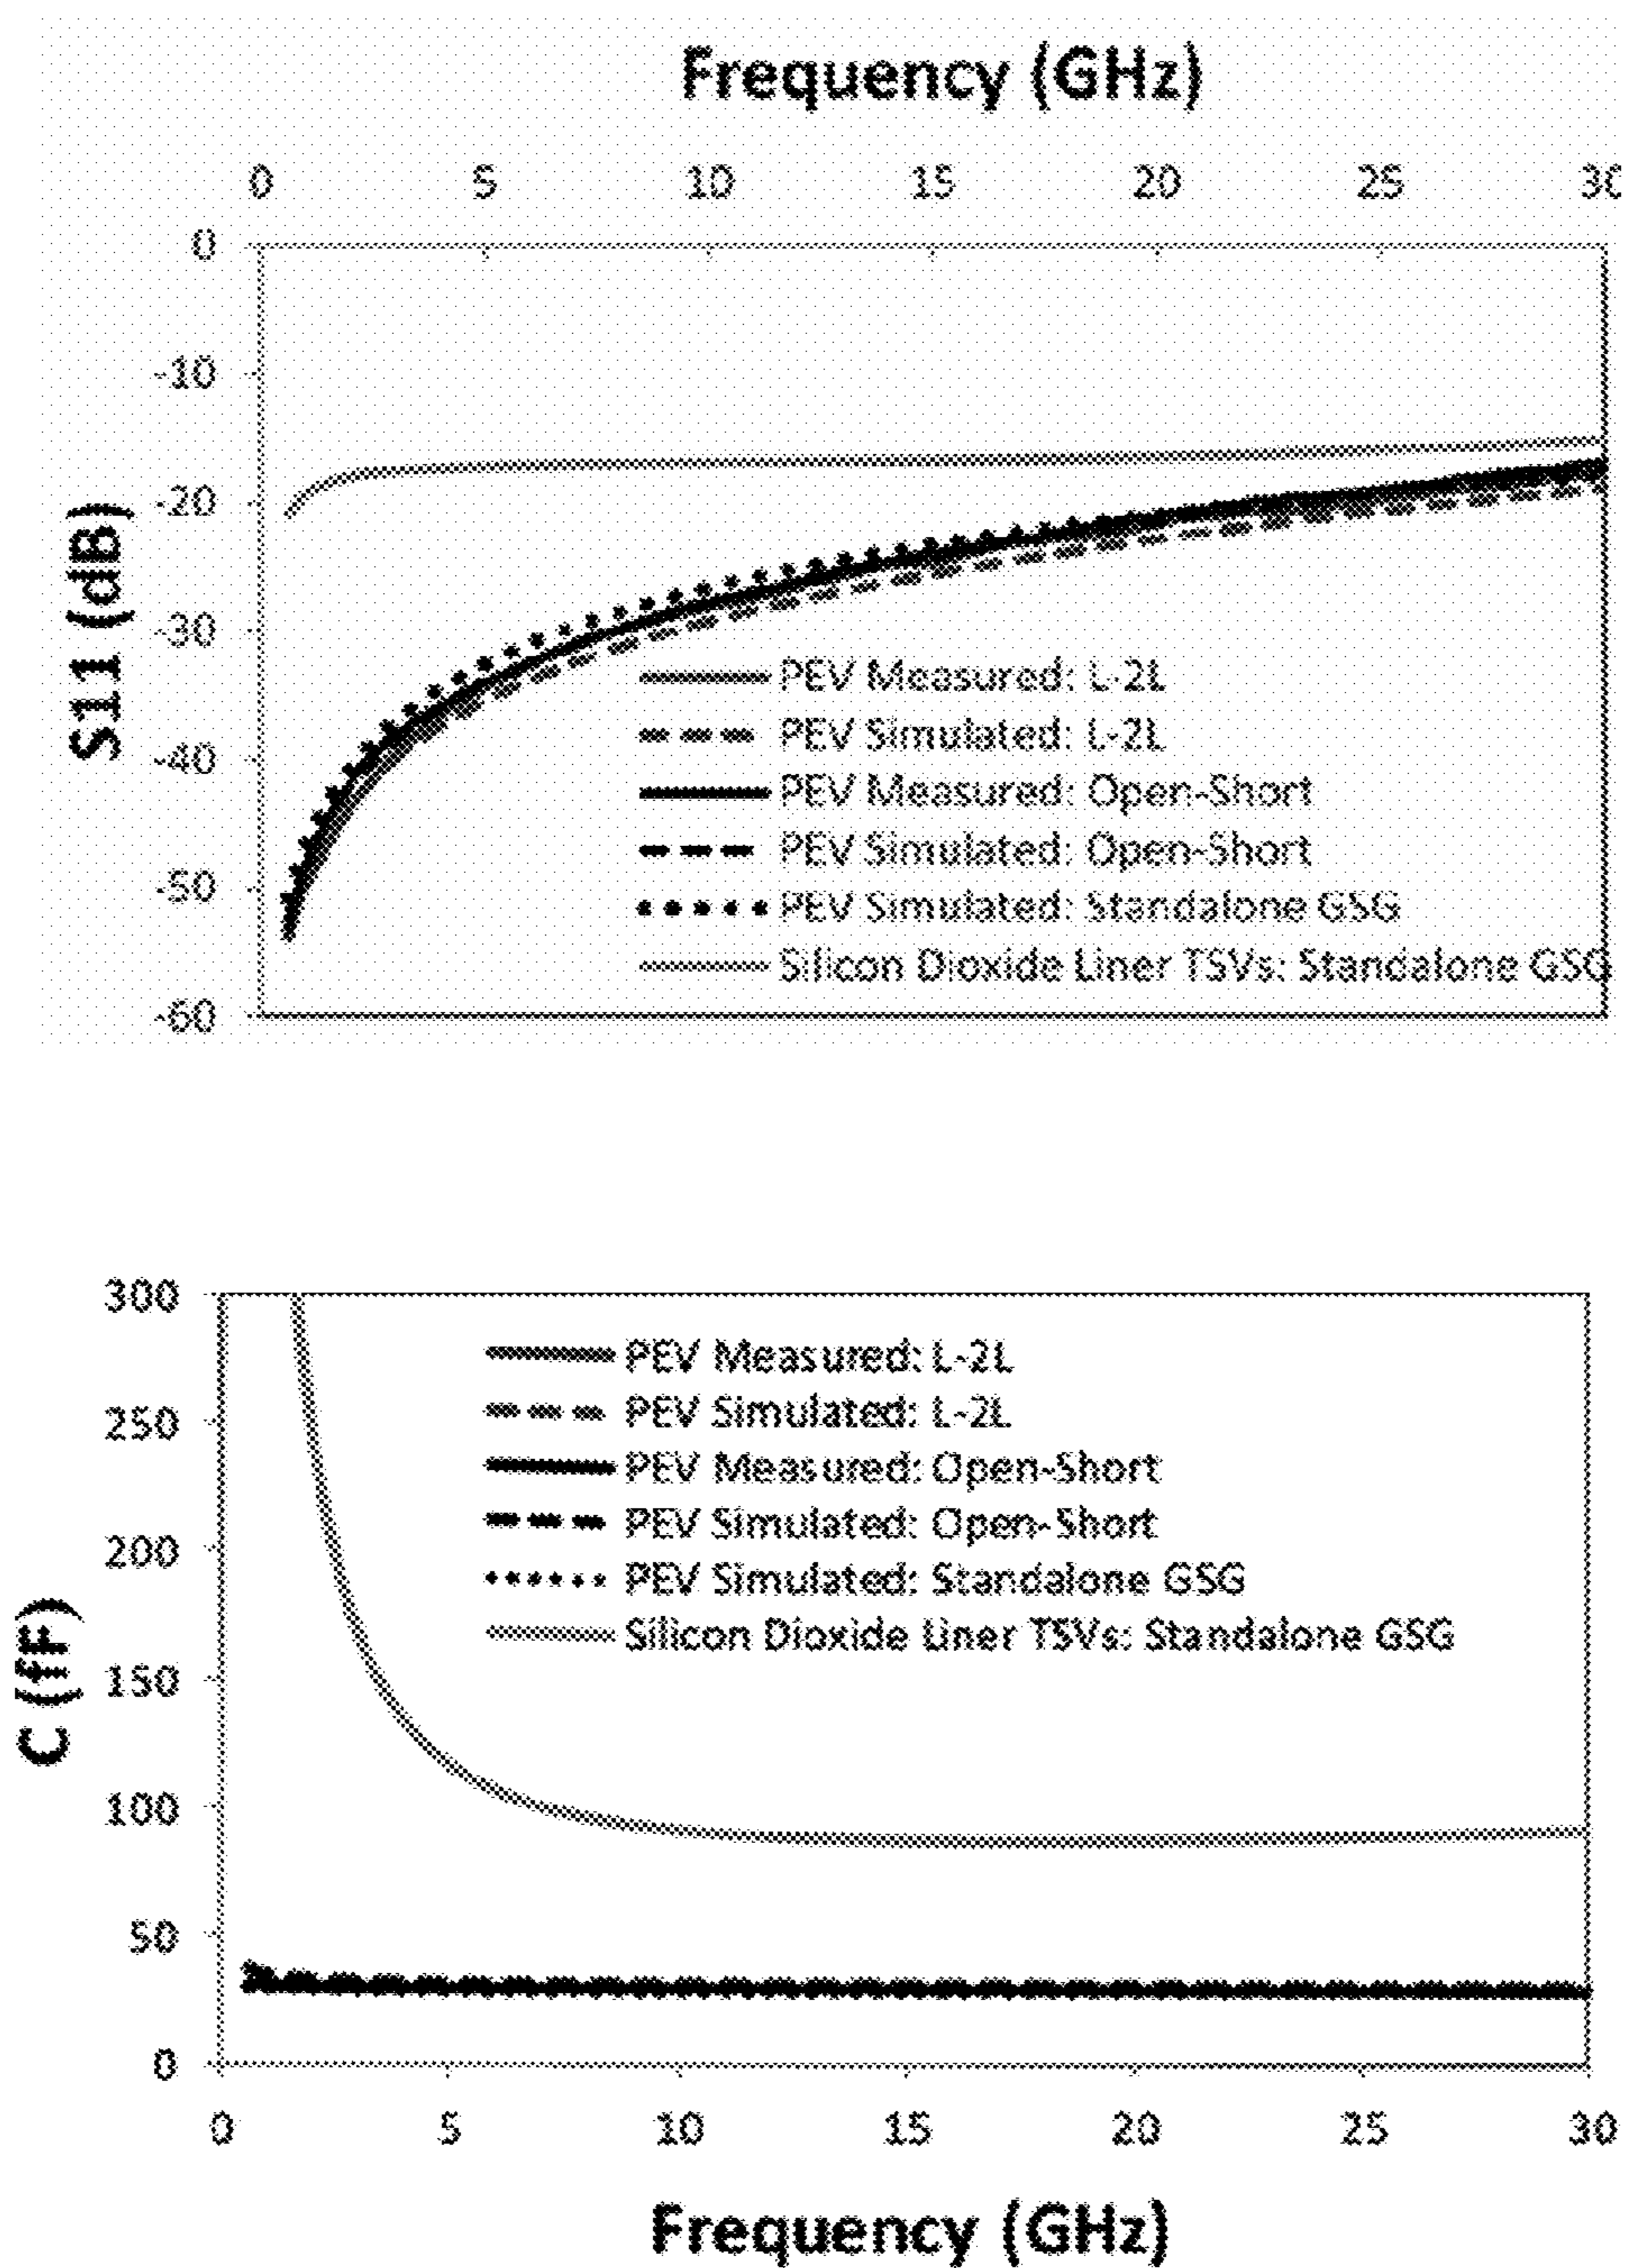 Frequency (GHz)
0 5 10 15 20 25 30
0
-10
-20
-30
-40
-50
-60
S11 (dB)
PEV Measured: L-2L
PEV Simulated: L-2L
PEV Measured: Open-Short
PEV Simulated: Open-Short
PEV Simulated: Standalone GSG
Silicon Dioxide Liner TSVs: Standalone GSG
300
250
200
150
100
50
0
C (fF)
PEV Measured: L-2L
PEV Simulated: L-2L
PEV Measured: Open-Short
PEV Simulated: Open-Short
PEV Simulated: Standalone GSG
Silicon Dioxide Liner TSVs: Standalone GSG
0 5 10 15 20 25 30
Frequency (GHz)